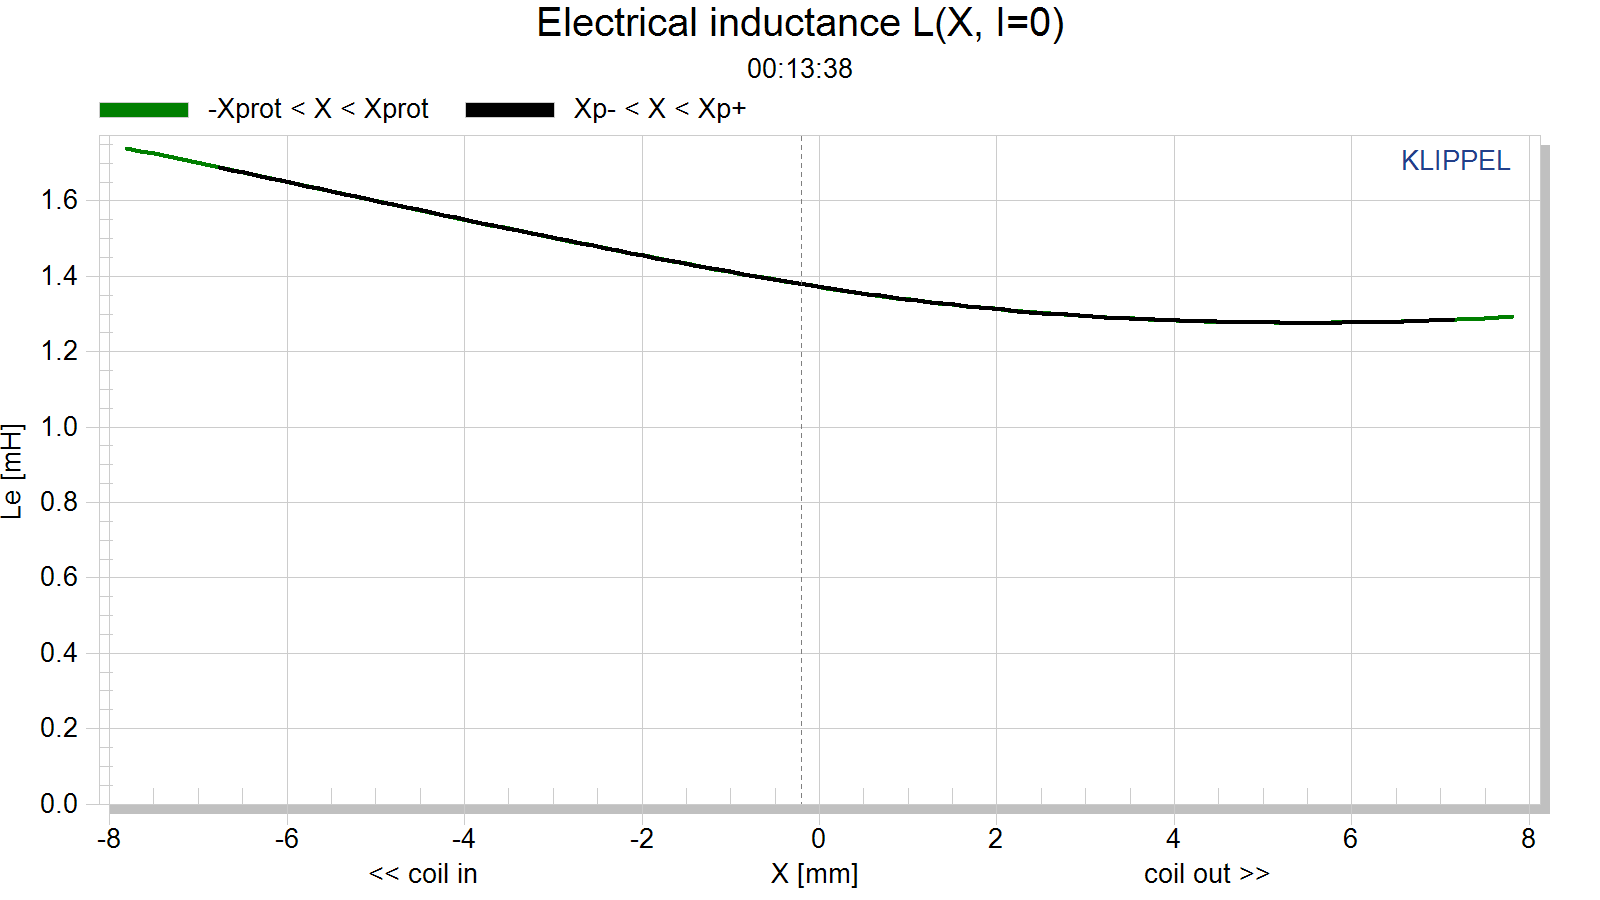 Electrical inductance L(X, I=0)
00:13:38
-Xprot < X < Xprot
Xp- < X < Xp+
KLIPPEL
Le [mH]
1.6
1.4
1.2
1.0
0.8
0.6
0.4
0.2
0.0
-8 -6 -4 -2 0 2 4 6 8
<< coil in X [mm] coil out >>